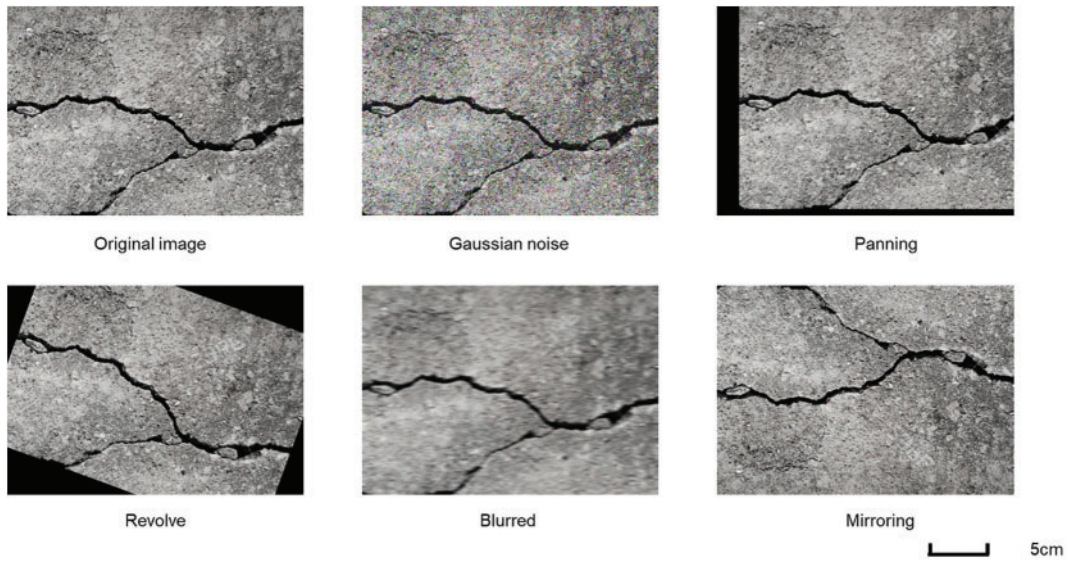 Original image
Gaussian noise
Panning
Revolve
Blurred
Mirroring
5cm